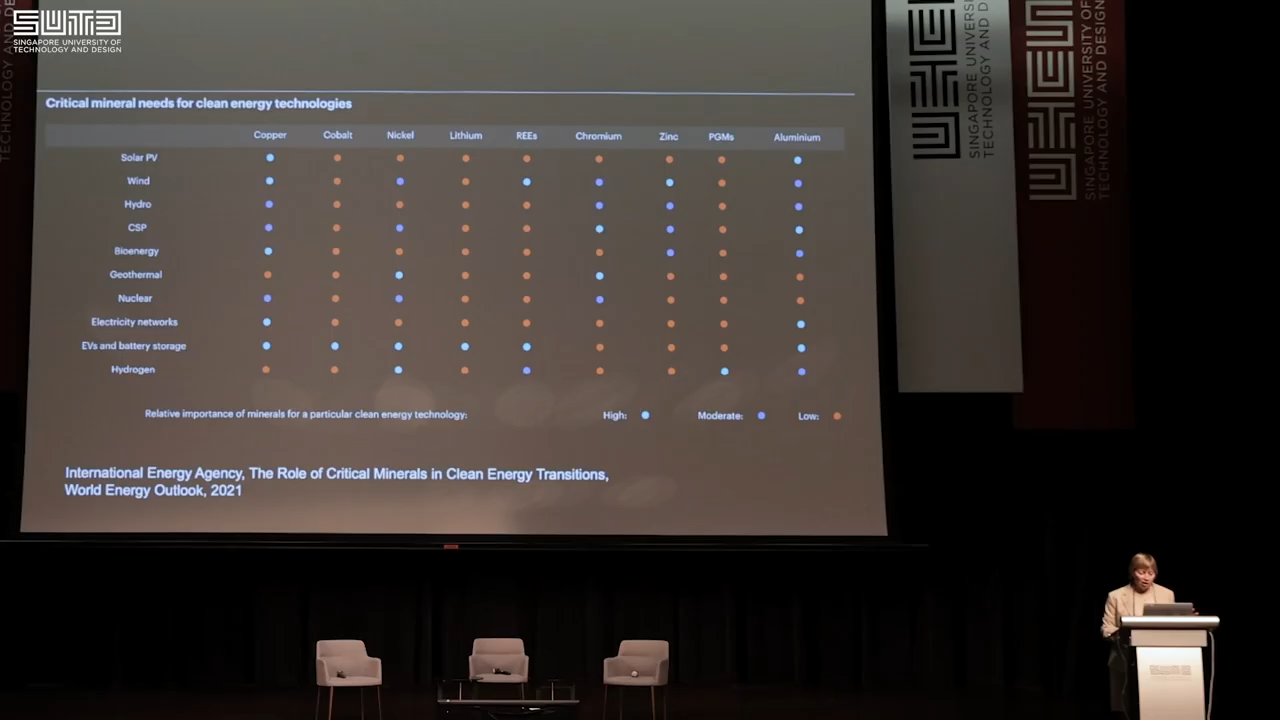 SUTD
SINGAPORE UNIVERSITY OF
TECHNOLOGY AND DESIGN
Critical mineral needs for clean energy technologies
Copper Cobalt Nickel Lithium REEs Chromium Zinc PGMs Aluminium
Solar PV
Wind
Hydro
CSP
Bioenergy
Geothermal
Nuclear
Electricity networks
EVs and battery storage
Hydrogen
Relative importance of minerals for a particular clean energy technology: High: Moderate: Low:
International Energy Agency, The Role of Critical Minerals in Clean Energy Transitions,
World Energy Outlook, 2021
SINGAPORE
TECHNOLOGY AND
SINGAPORE UNIVERSITY OF
TECHNOLOGY AND DESIGN